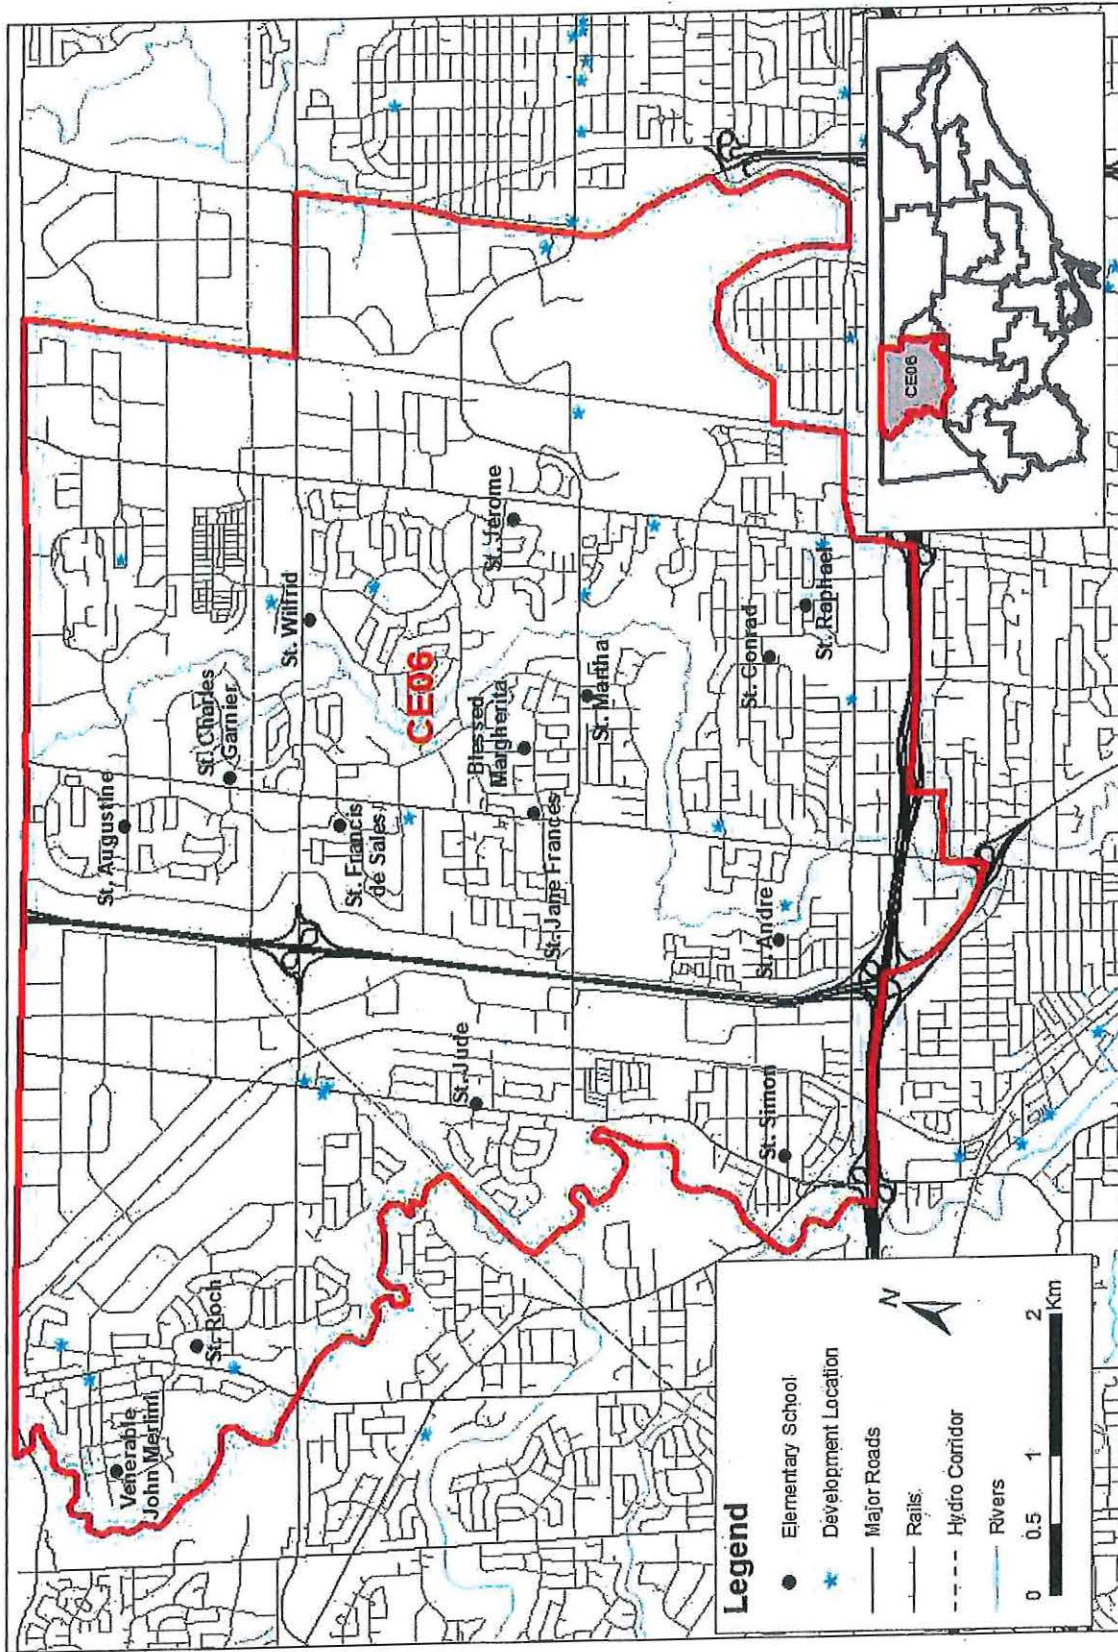 Venerable
John Merlini
St. Roch
St. Augustine
St. Charles
Garnier
St. Wilfrid
St. Francis
de Sales
CE06
St. Jude
St. Jane Frances
Blessed
Margherita
St. Jerome
St. Martha
St. Simon
St. Andre
St. Conrad
St. Raphael
Legend
Elementary School
Development Location
Major Roads
Rails
Hydro Corridor
Rivers
0 0.5 1 2
Km
N
CE06